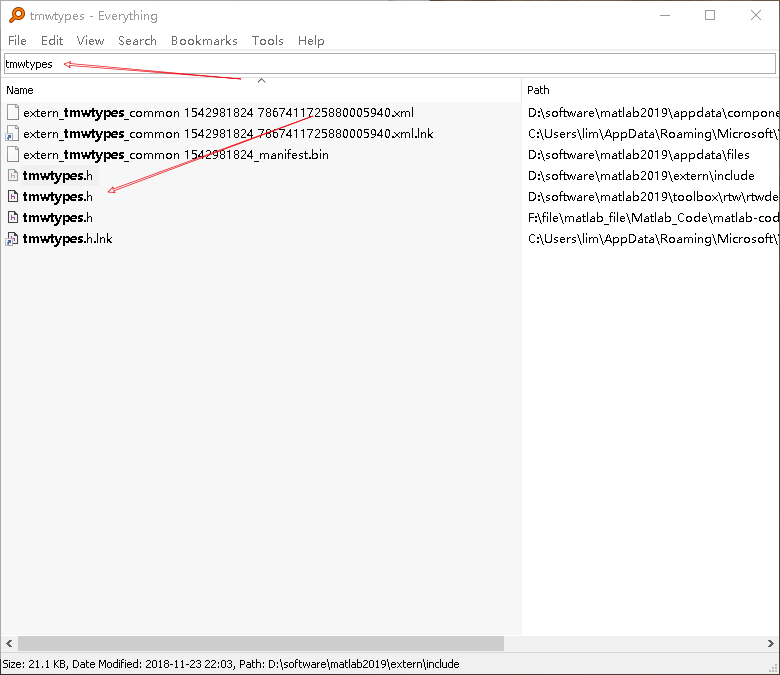 tmwtypes - Everything
File Edit View Search Bookmarks Tools Help
tmwtypes
Name Path
extern_tmwtypes_common 1542981824 7867411725880005940.xml D:\software\matlab2019\appdata\compone
extern_tmwtypes_common 1542981824 7867411725880005940.xml.lnk C:\Users\lim\AppData\Roaming\Microsoft\
extern_tmwtypes_common 1542981824_manifest.bin D:\software\matlab2019\appdata\files
tmwtypes.h D:\software\matlab2019\extern\include
tmwtypes.h D:\software\matlab2019\toolbox\rtw\rtwde
tmwtypes.h F:\file\matlab_file\Matlab_Code\matlab-cod
tmwtypes.h.lnk C:\Users\lim\AppData\Roaming\Microsoft\
Size: 21.1 KB, Date Modified: 2018-11-23 22:03, Path: D:\software\matlab2019\extern\include